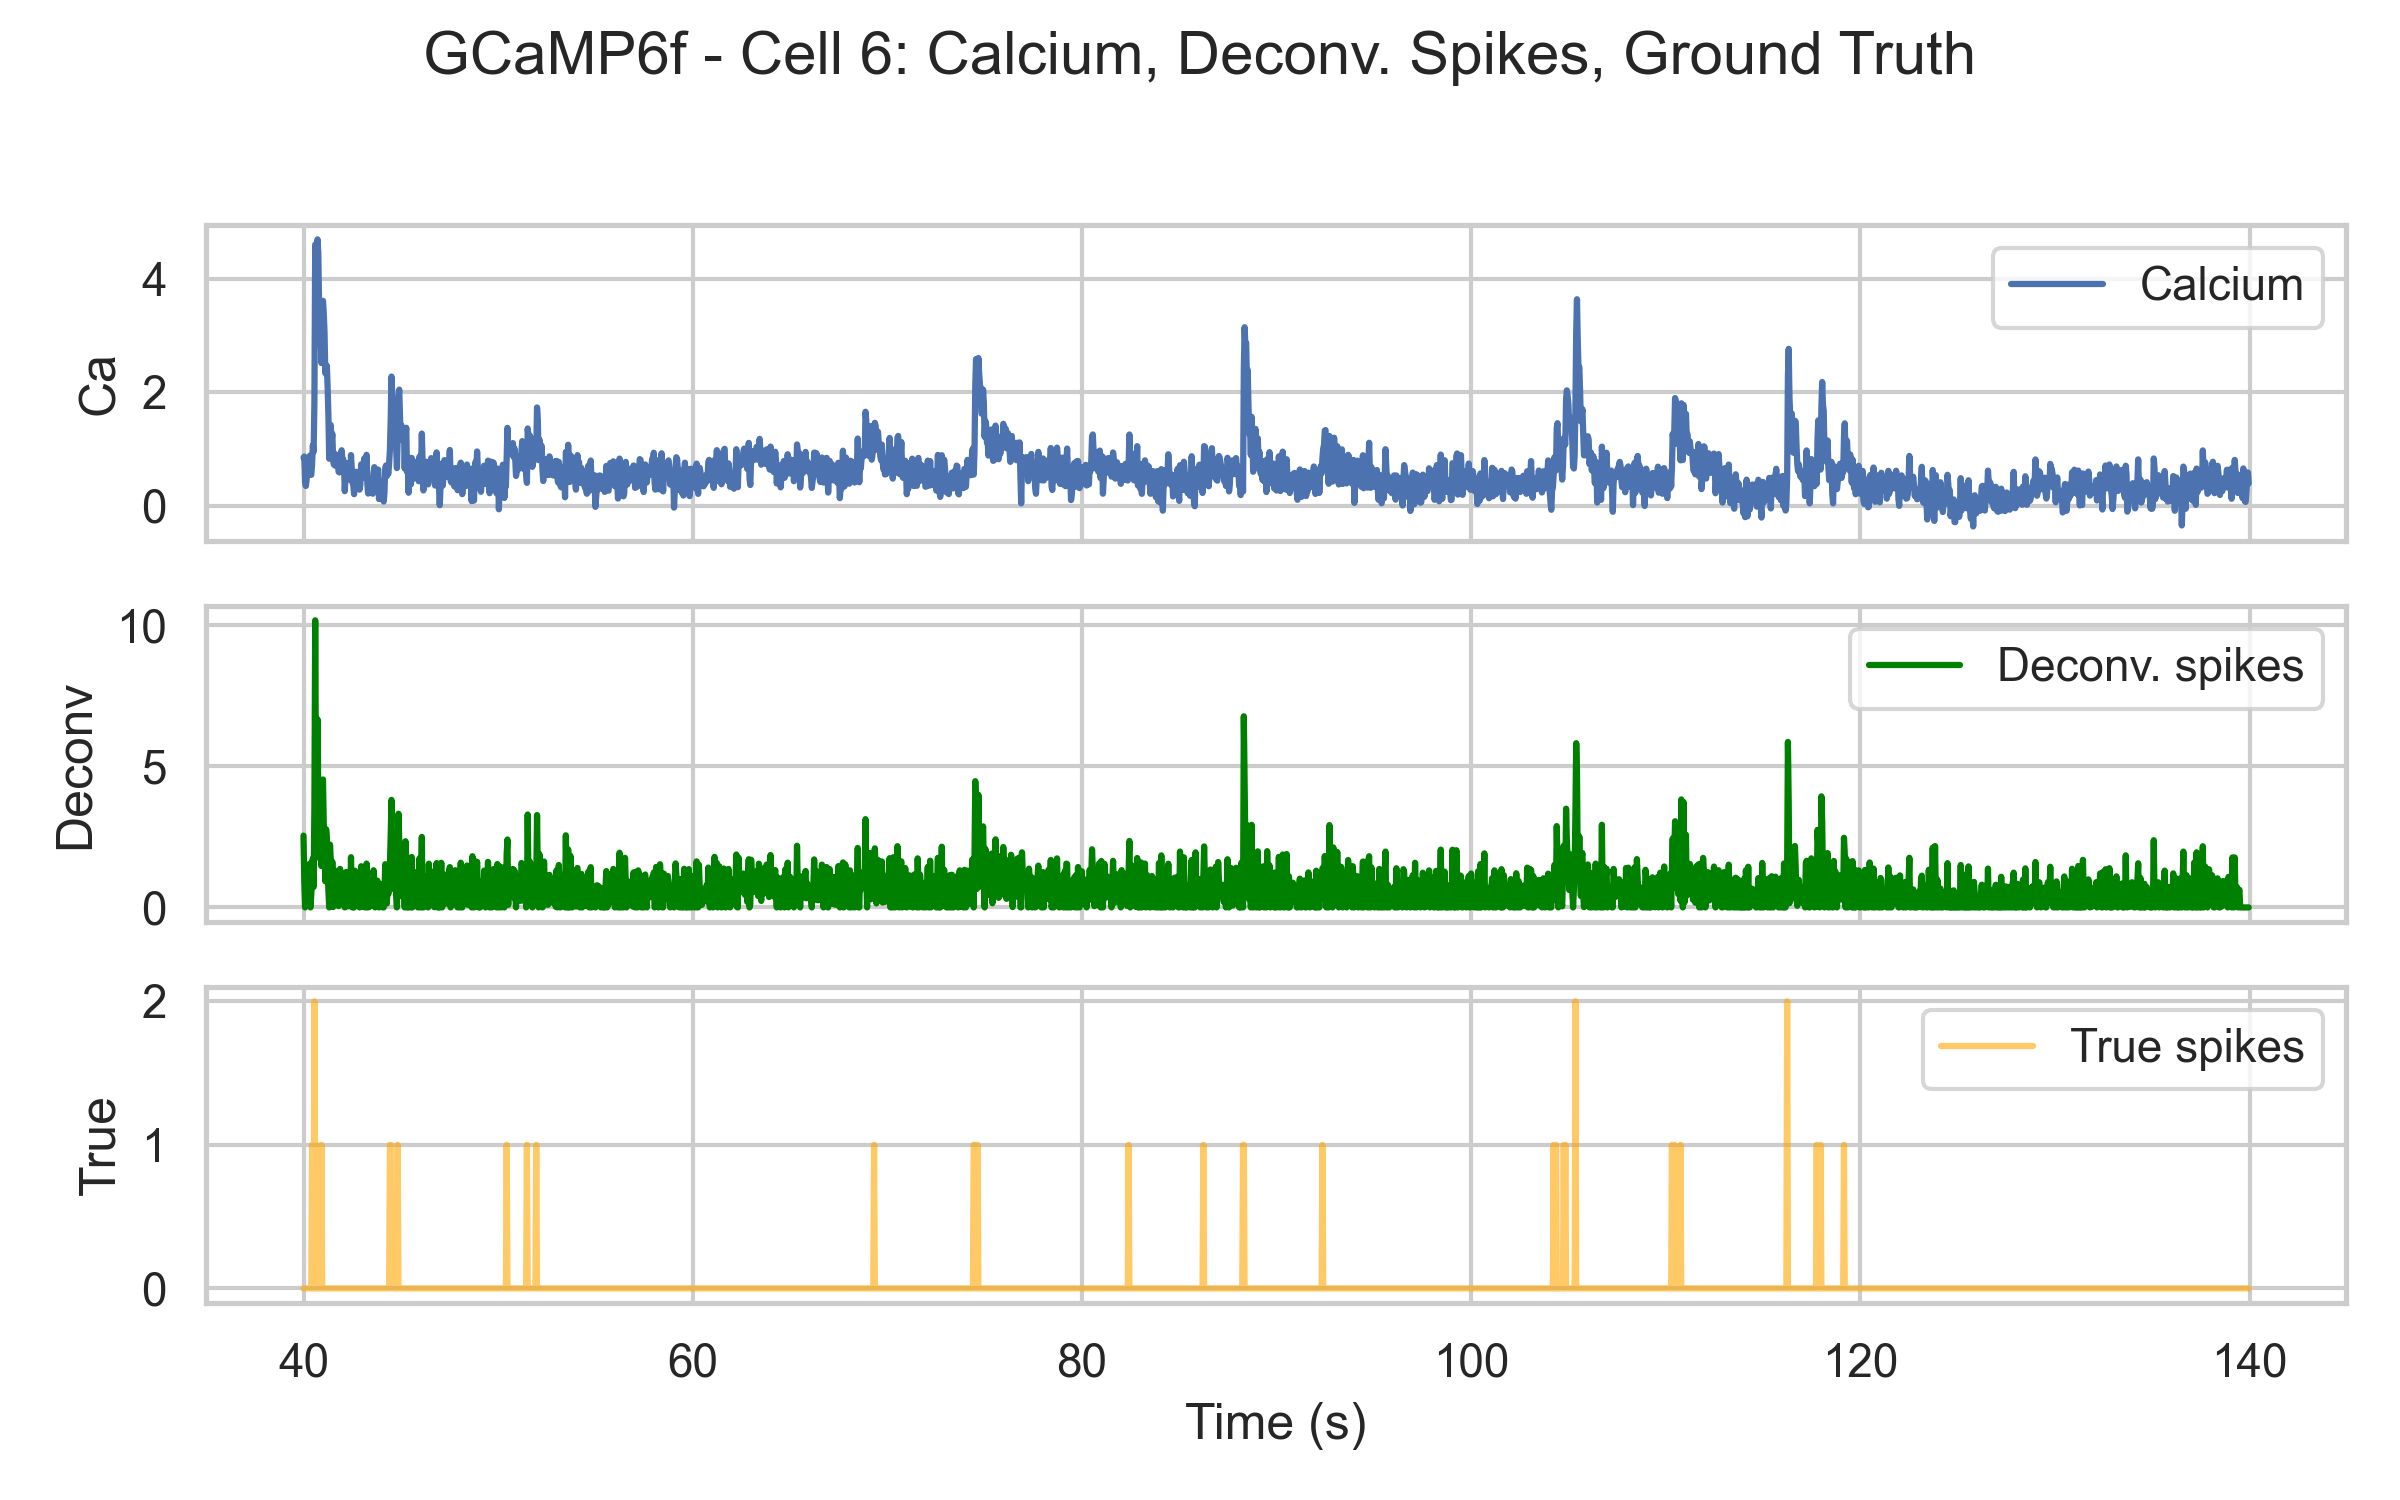 GCaMP6f - Cell 6: Calcium, Deconv. Spikes, Ground Truth
Ca
4
2
0
Calcium
Deconv
10
5
0
Deconv. spikes
True
2
1
0
True spikes
40 60 80 100 120 140
Time (s)